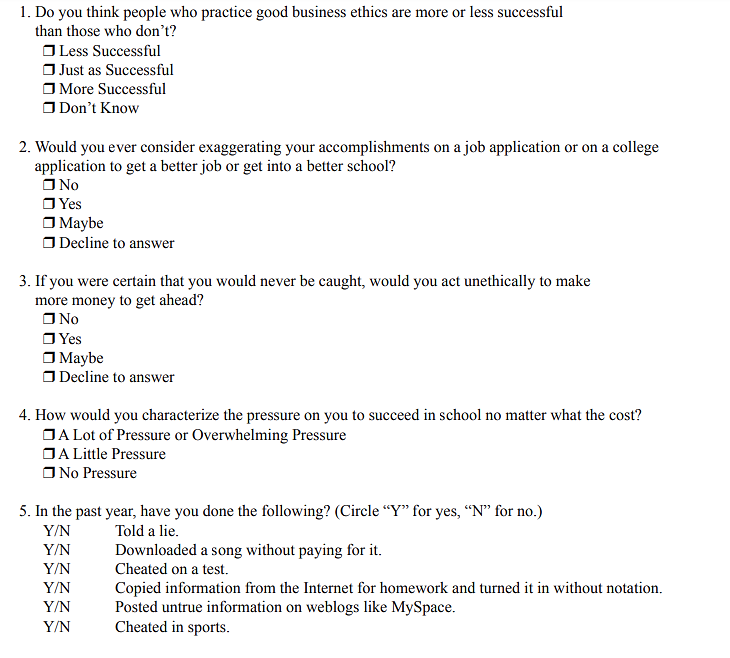 1. Do you think people who practice good business ethics are more or less successful
than those who don’t?
❒ Less Successful
❒ Just as Successful
❒ More Successful
❒ Don’t Know
2. Would you ever consider exaggerating your accomplishments on a job application or on a college
application to get a better job or get into a better school?
❒ No
❒ Yes
❒ Maybe
❒ Decline to answer
3. If you were certain that you would never be caught, would you act unethically to make
more money to get ahead?
❒ No
❒ Yes
❒ Maybe
❒ Decline to answer
4. How would you characterize the pressure on you to succeed in school no matter what the cost?
❒ A Lot of Pressure or Overwhelming Pressure
❒ A Little Pressure
❒ No Pressure
5. In the past year, have you done the following? (Circle “Y” for yes, “N” for no.)
Y/N Told a lie.
Y/N Downloaded a song without paying for it.
Y/N Cheated on a test.
Y/N Copied information from the Internet for homework and turned it in without notation.
Y/N Posted untrue information on weblogs like MySpace.
Y/N Cheated in sports.